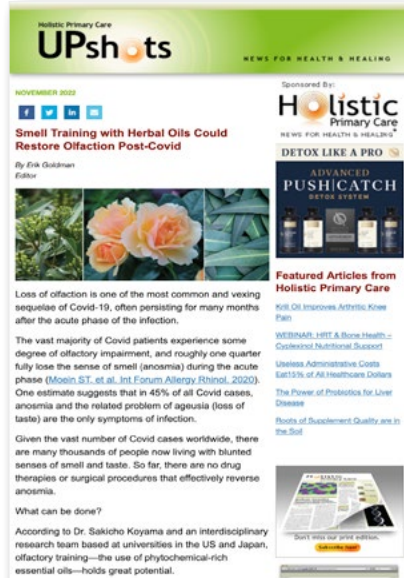 Holistic Primary Care
UPshots
NEWS FOR HEALTH & HEALING
NOVEMBER 2022
Smell Training with Herbal Oils Could
Restore Olfaction Post-Covid
By Erik Goldman
Editor
Loss of olfaction is one of the most common and vexing
sequelae of Covid-19, often persisting for many months
after the acute phase of the infection.
The vast majority of Covid patients experience some
degree of olfactory impairment, and roughly one quarter
fully lose the sense of smell (anosmia) during the acute
phase (Moein ST. et al. Int Forum Allergy Rhinol. 2020).
One estimate suggests that in 45% of all Covid cases,
anosmia and the related problem of ageusia (loss of
taste) are the only symptoms of infection.
Given the vast number of Covid cases worldwide, there
are many thousands of people now living with blunted
senses of smell and taste. So far, there are no drug
therapies or surgical procedures that effectively reverse
anosmia.
What can be done?
According to Dr. Sakicho Koyama and an interdisciplinary
research team based at universities in the US and Japan,
olfactory training—the use of phytochemical-rich
essential oils—holds great potential.
Sponsored By:
Holistic
Primary Care
NEWS FOR HEALTH & HEALING
DETOX LIKE A PRO
ADVANCED
PUSH|CATCH
DETOX SYSTEM
Featured Articles from
Holistic Primary Care
Krill Oil Improves Arthritic Knee
Pain
WEBINAR: HRT & Bone Health –
Cyplexinol Nutritional Support
Useless Administrative Costs
Eat15% of All Healthcare Dollars
The Power of Probiotics for Liver
Disease
Roots of Supplement Quality are in
the Soil
Don't miss our print edition.
Subscribe now!